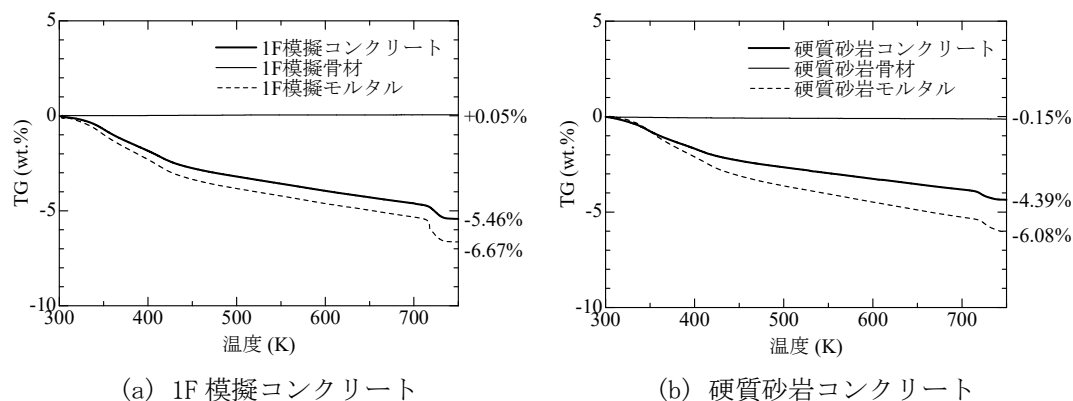 5
0
-5
-10
TG (wt.%)
1F模擬コンクリート
1F模擬骨材
1F模擬モルタル
+0.05%
-5.46%
-6.67%
300 400 500 600 700
温度 (K)
(a) 1F 模擬コンクリート
5
0
-5
-10
TG (wt.%)
硬質砂岩コンクリート
硬質砂岩骨材
硬質砂岩モルタル
-0.15%
-4.39%
-6.08%
300 400 500 600 700
温度 (K)
(b) 硬質砂岩コンクリート